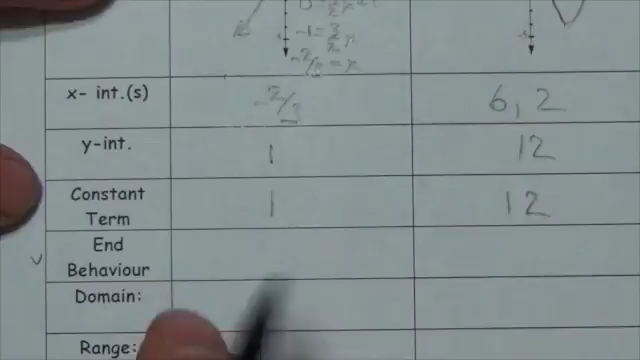 -1 = 3/2 x
-2/3 = x
x- int.(s) -2/3 6, 2
y-int. 1 12
Constant Term 1 12
End Behaviour
Domain:
Range: